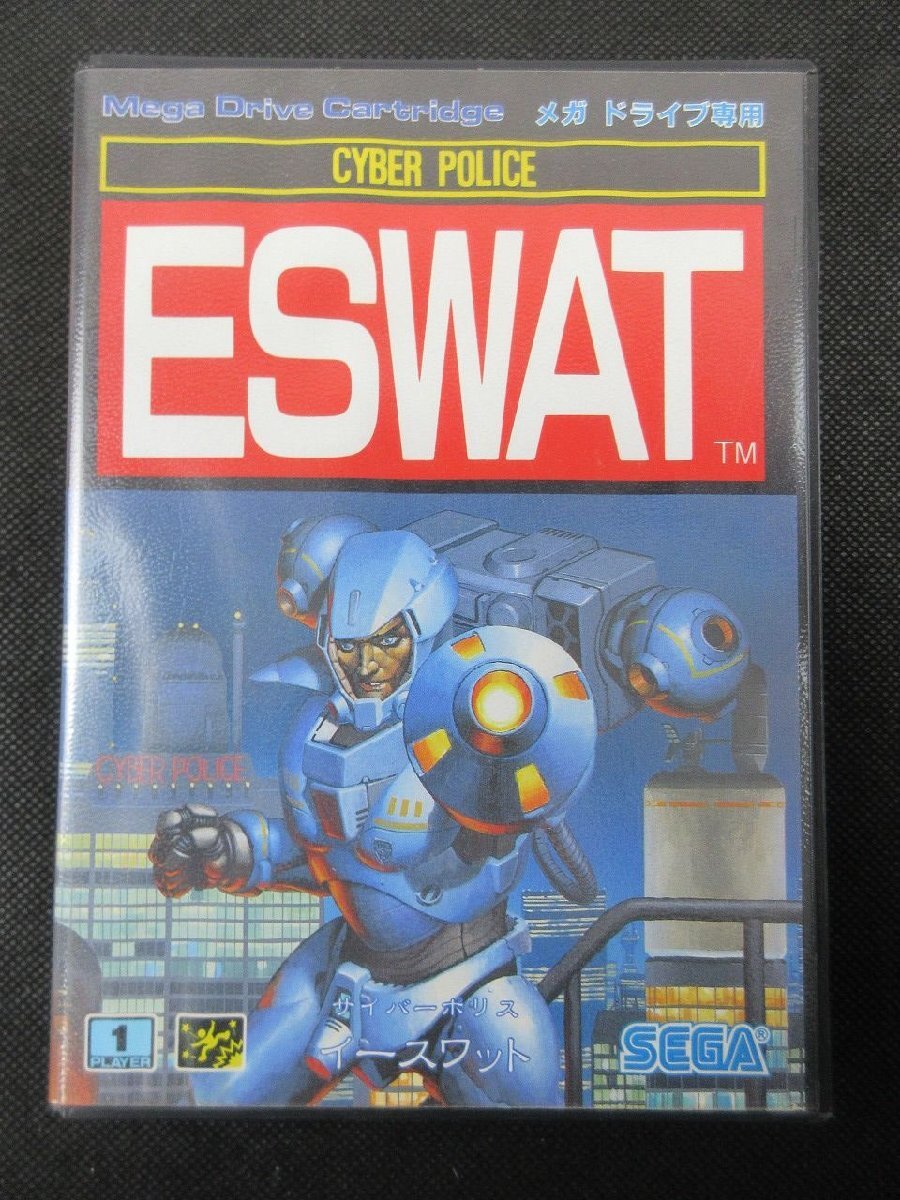 Mega Drive Cartridge メガ ドライブ専用
CYBER POLICE
ESWAT
TM
CYBER POLICE
サイバーポリス
イースワット
1
PLAYER
SEGA®